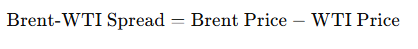 Brent-WTI Spread = Brent Price − WTI Price